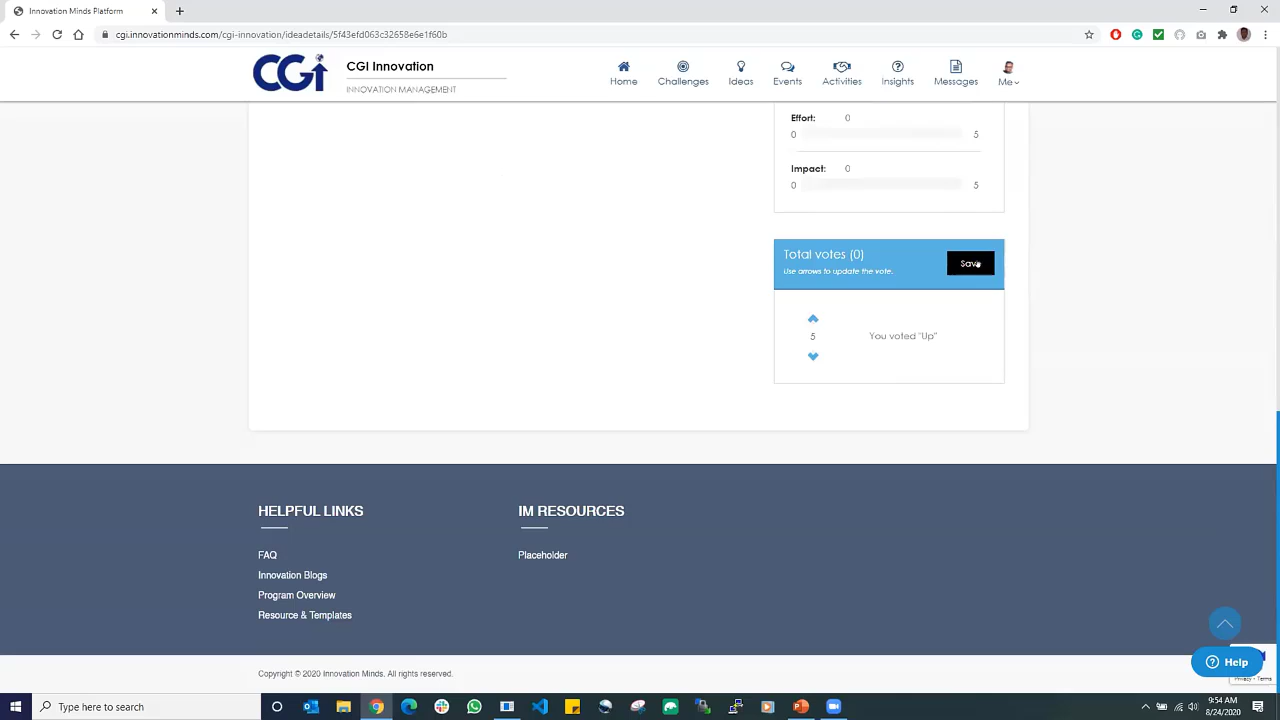 Innovation Minds Platform
cgi.innovationminds.com/cgi-innovation/ideadetails/5f43efd063c32658e6e1f60b
CGI
CGI Innovation
INNOVATION MANAGEMENT
Home
Challenges
Ideas
Events
Activities
Insights
Messages
Me
Effort: 0
0 5
Impact: 0
0 5
Total votes (0)
Use arrows to update the vote.
Save
5
You voted "Up"
HELPFUL LINKS
FAQ
Innovation Blogs
Program Overview
Resource & Templates
IM RESOURCES
Placeholder
Help
Privacy - Terms
Copyright © 2020 Innovation Minds. All rights reserved.
Type here to search
9:54 AM
8/24/2020